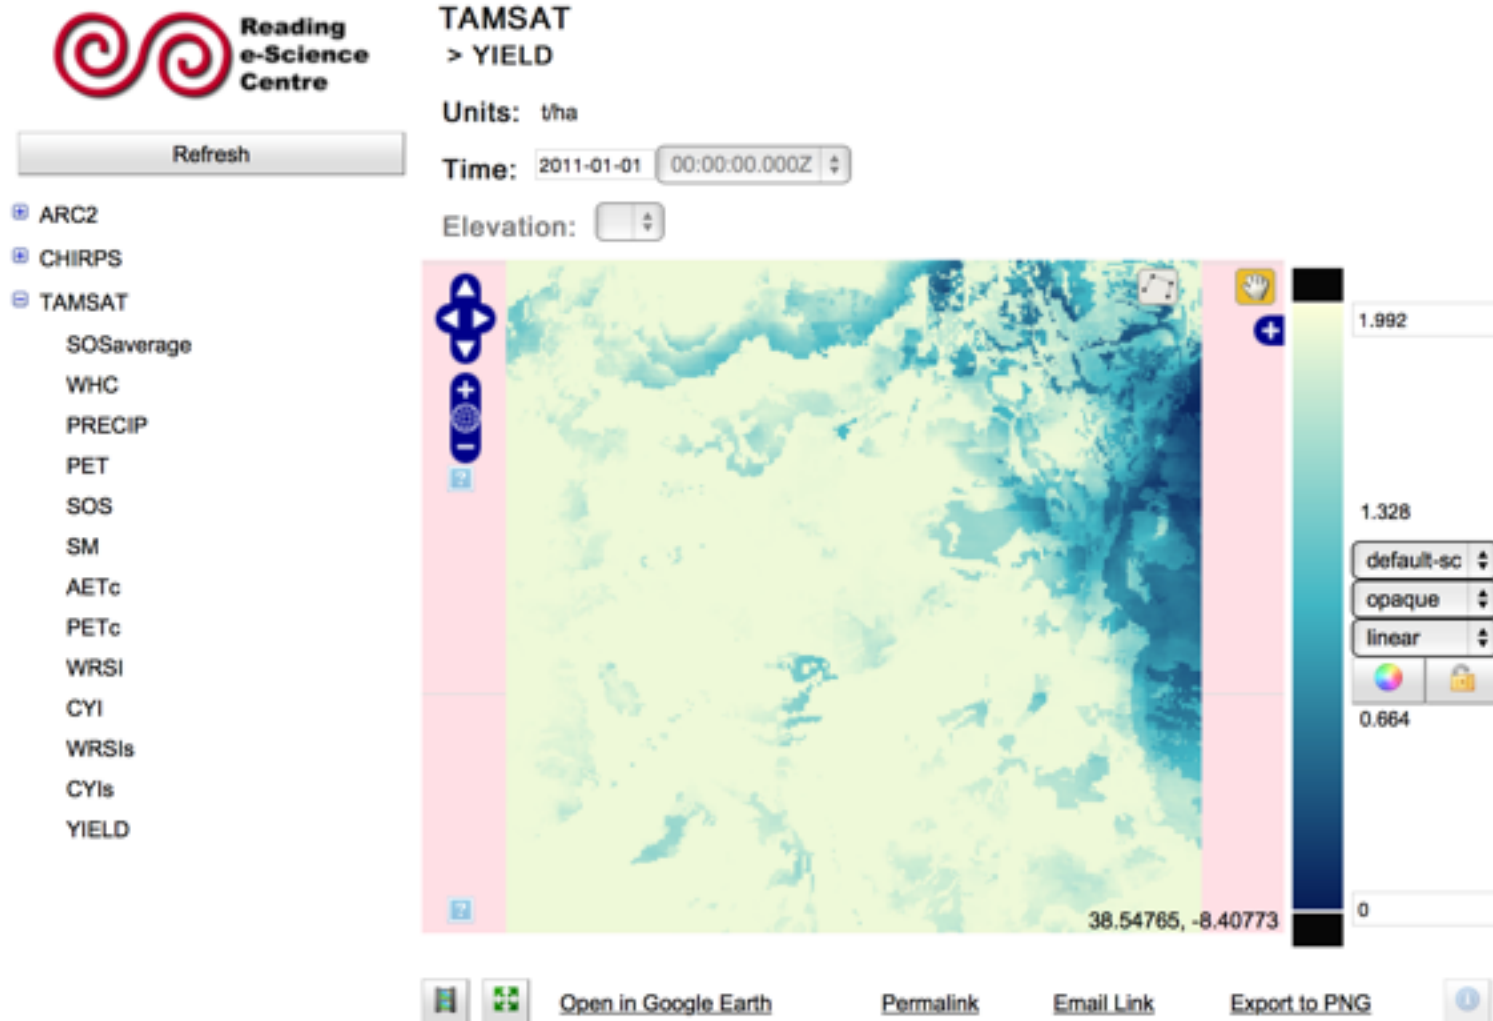 Reading
e-Science
Centre
Refresh
ARC2
CHIRPS
TAMSAT
SOSaverage
WHC
PRECIP
PET
SOS
SM
AETc
PETc
WRSI
CYI
WRSIs
CYIs
YIELD
TAMSAT
> YIELD
Units: t/ha
Time: 2011-01-01 00:00:00.000Z
Elevation:
38.54765, -8.40773
1.992
1.328
default-sc
opaque
linear
0.664
0
Open in Google Earth Permalink Email Link Export to PNG